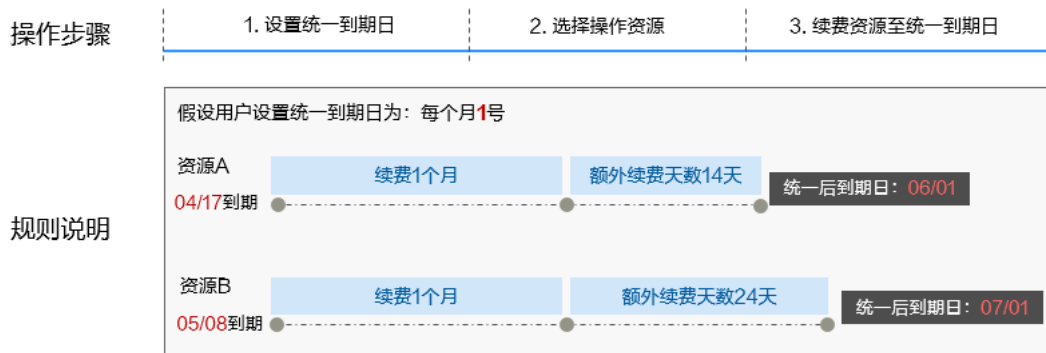 操作步骤
1. 设置统一到期日
2. 选择操作资源
3. 续费资源至统一到期日
假设用户设置统一到期日为：每个月1号
资源A
续费1个月
额外续费天数14天
04/17到期
统一后到期日：06/01
规则说明
资源B
续费1个月
额外续费天数24天
05/08到期
统一后到期日：07/01